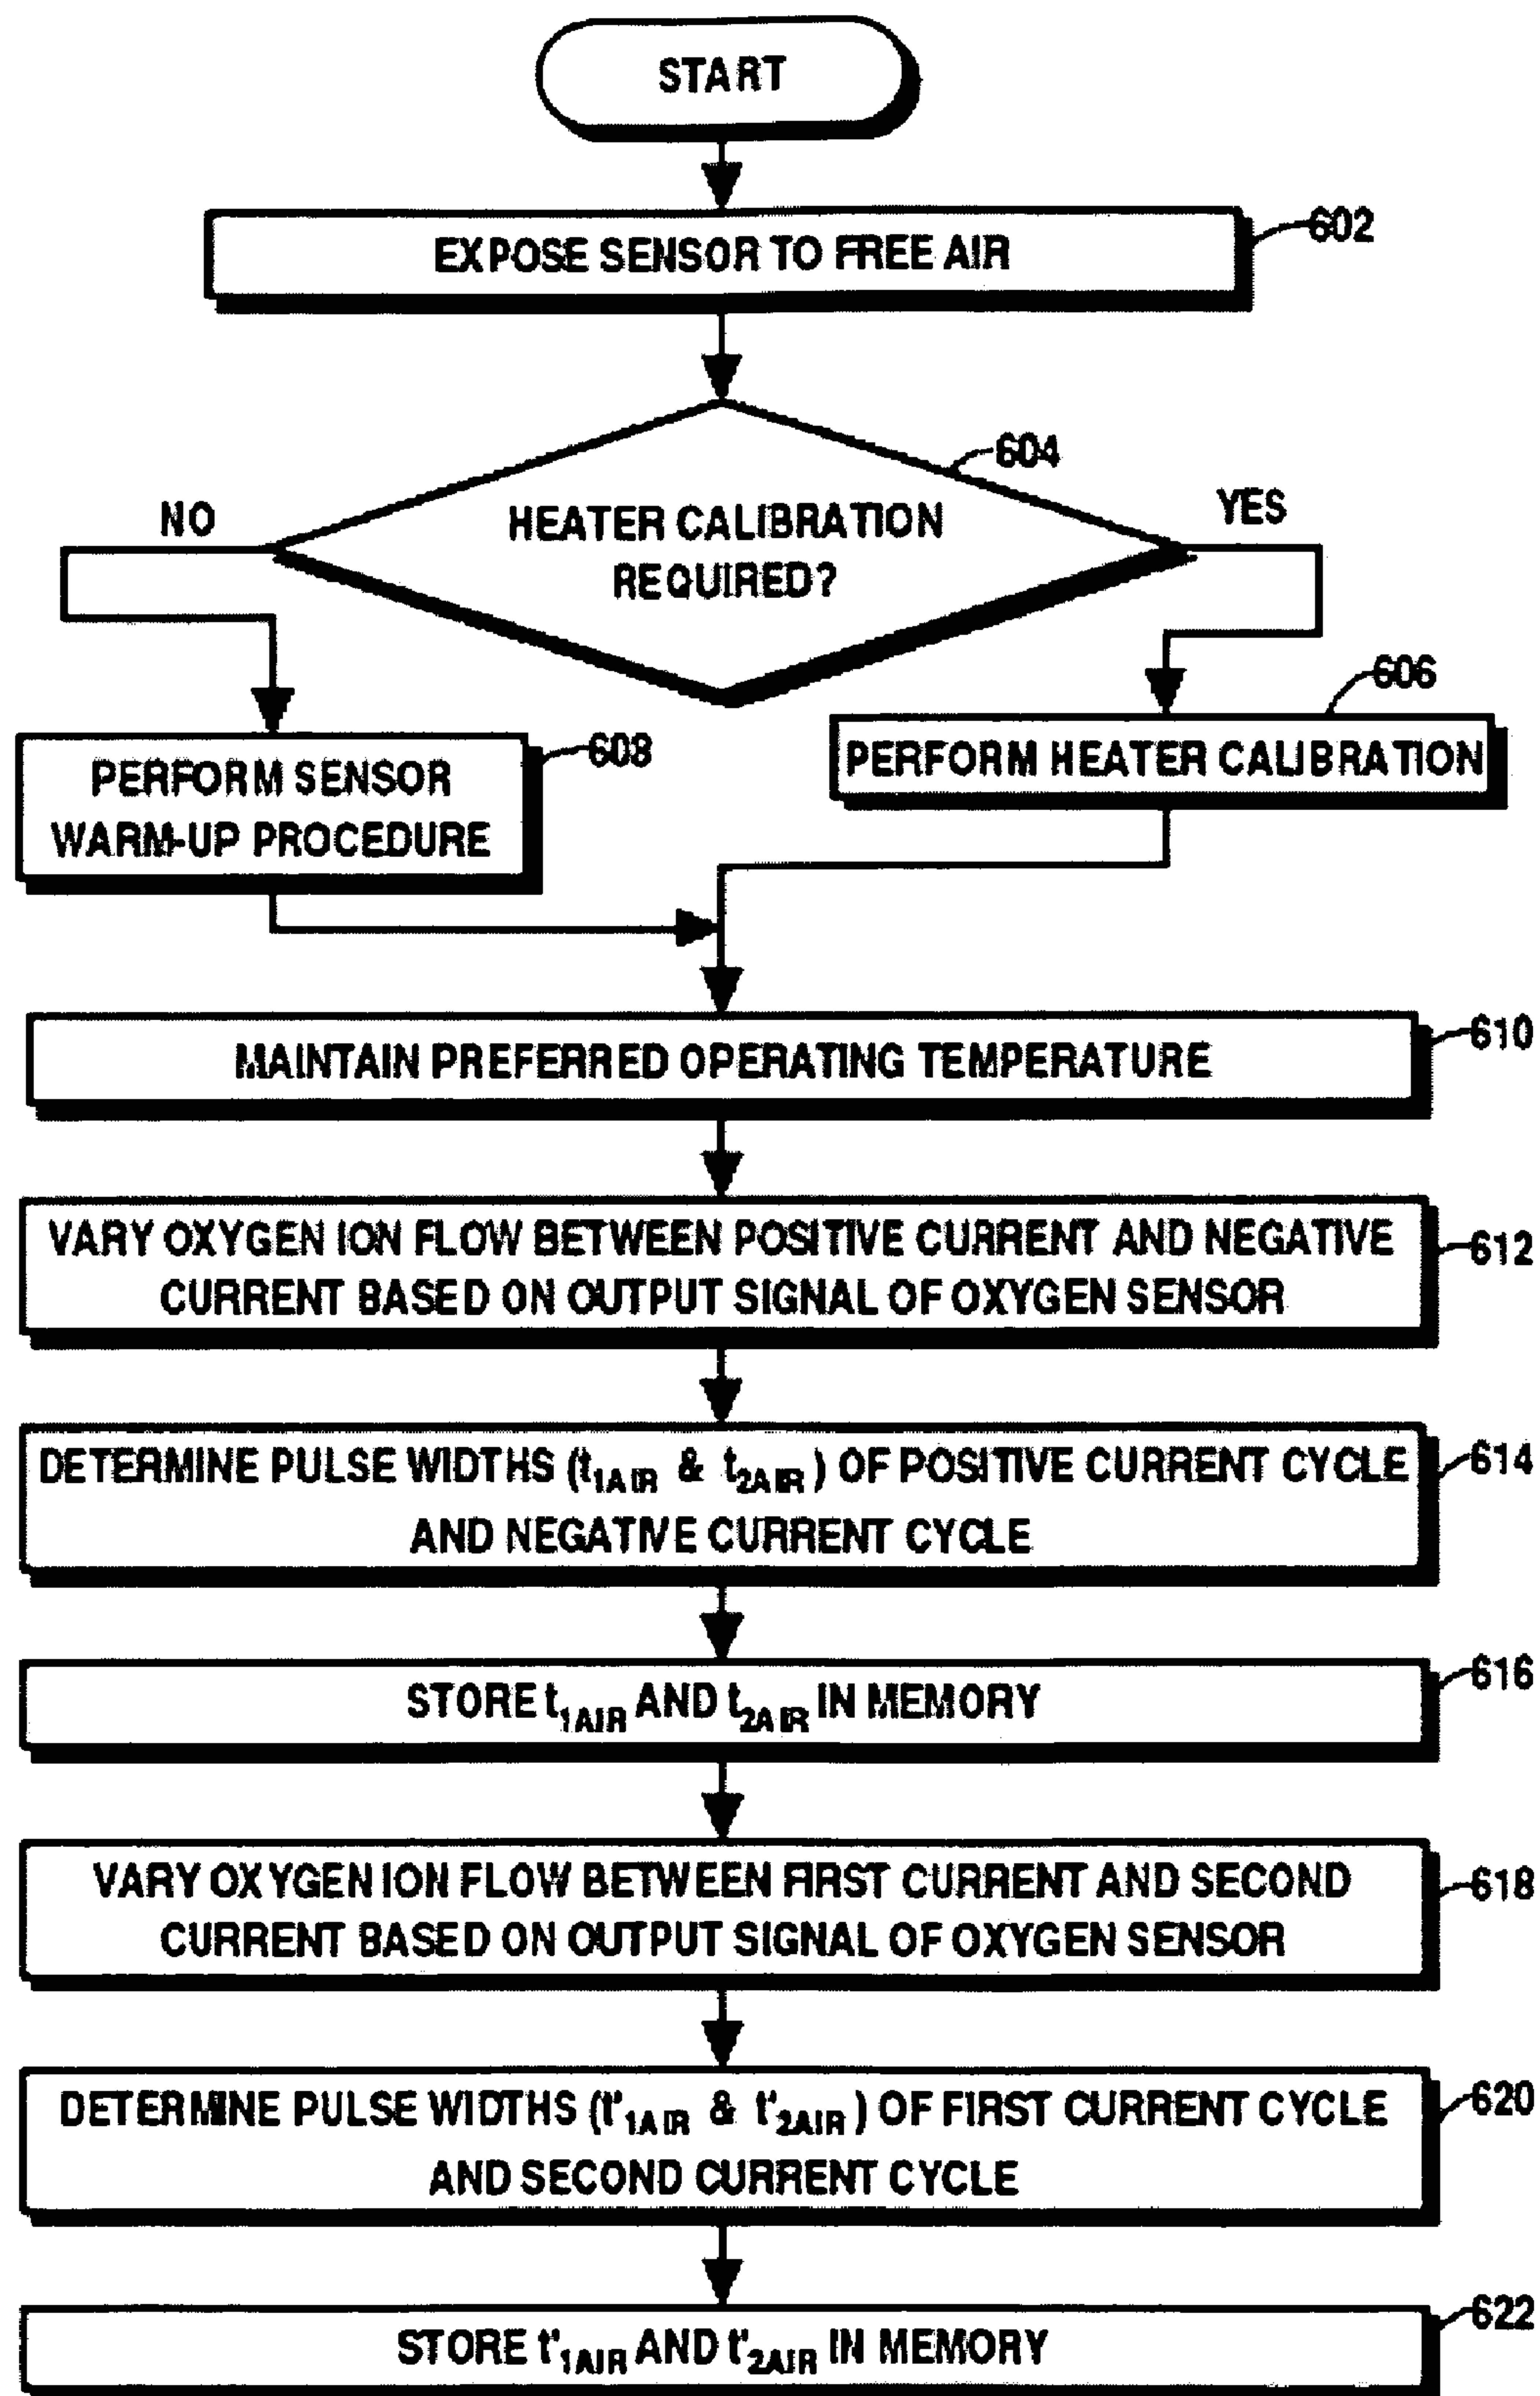 START
EXPOSE SENSOR TO FREE AIR
602
604
NO
YES
HEATER CALIBRATION
REQUIRED?
606
608
PERFORM HEATER CALIBRATION
PERFORM SENSOR
WARM-UP PROCEDURE
MAINTAIN PREFERRED OPERATING TEMPERATURE
610
VARY OXYGEN ION FLOW BETWEEN POSITIVE CURRENT AND NEGATIVE
CURRENT BASED ON OUTPUT SIGNAL OF OXYGEN SENSOR
612
DETERMINE PULSE WIDTHS (t1AIR & t2AIR) OF POSITIVE CURRENT CYCLE
AND NEGATIVE CURRENT CYCLE
614
STORE t1AIR AND t2AIR IN MEMORY
616
VARY OXYGEN ION FLOW BETWEEN FIRST CURRENT AND SECOND
CURRENT BASED ON OUTPUT SIGNAL OF OXYGEN SENSOR
618
DETERMINE PULSE WIDTHS (t'1AIR & t'2AIR) OF FIRST CURRENT CYCLE
AND SECOND CURRENT CYCLE
620
STORE t'1AIR AND t'2AIR IN MEMORY
622